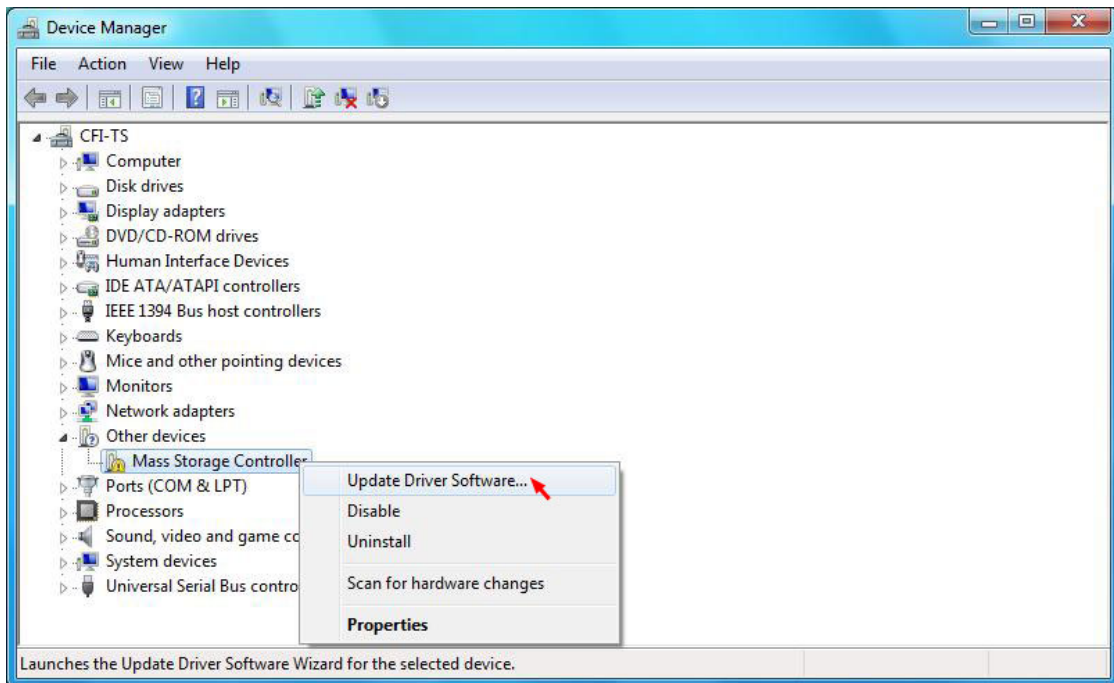 Device Manager
File Action View Help
CFI-TS
Computer
Disk drives
Display adapters
DVD/CD-ROM drives
Human Interface Devices
IDE ATA/ATAPI controllers
IEEE 1394 Bus host controllers
Keyboards
Mice and other pointing devices
Monitors
Network adapters
Other devices
Mass Storage Controller
Ports (COM & LPT)
Processors
Sound, video and game co
System devices
Universal Serial Bus contro
Update Driver Software...
Disable
Uninstall
Scan for hardware changes
Properties
Launches the Update Driver Software Wizard for the selected device.